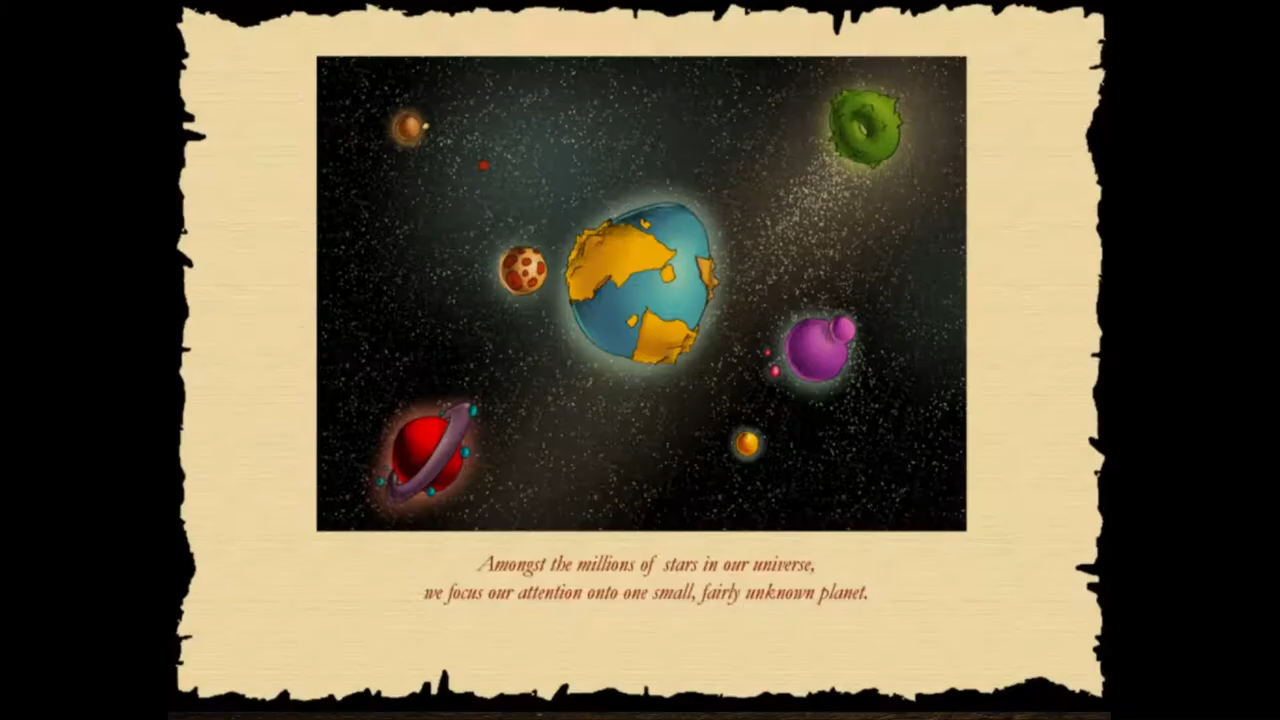 Amongst the millions of stars in our universe,
we focus our attention onto one small, fairly unknown planet.